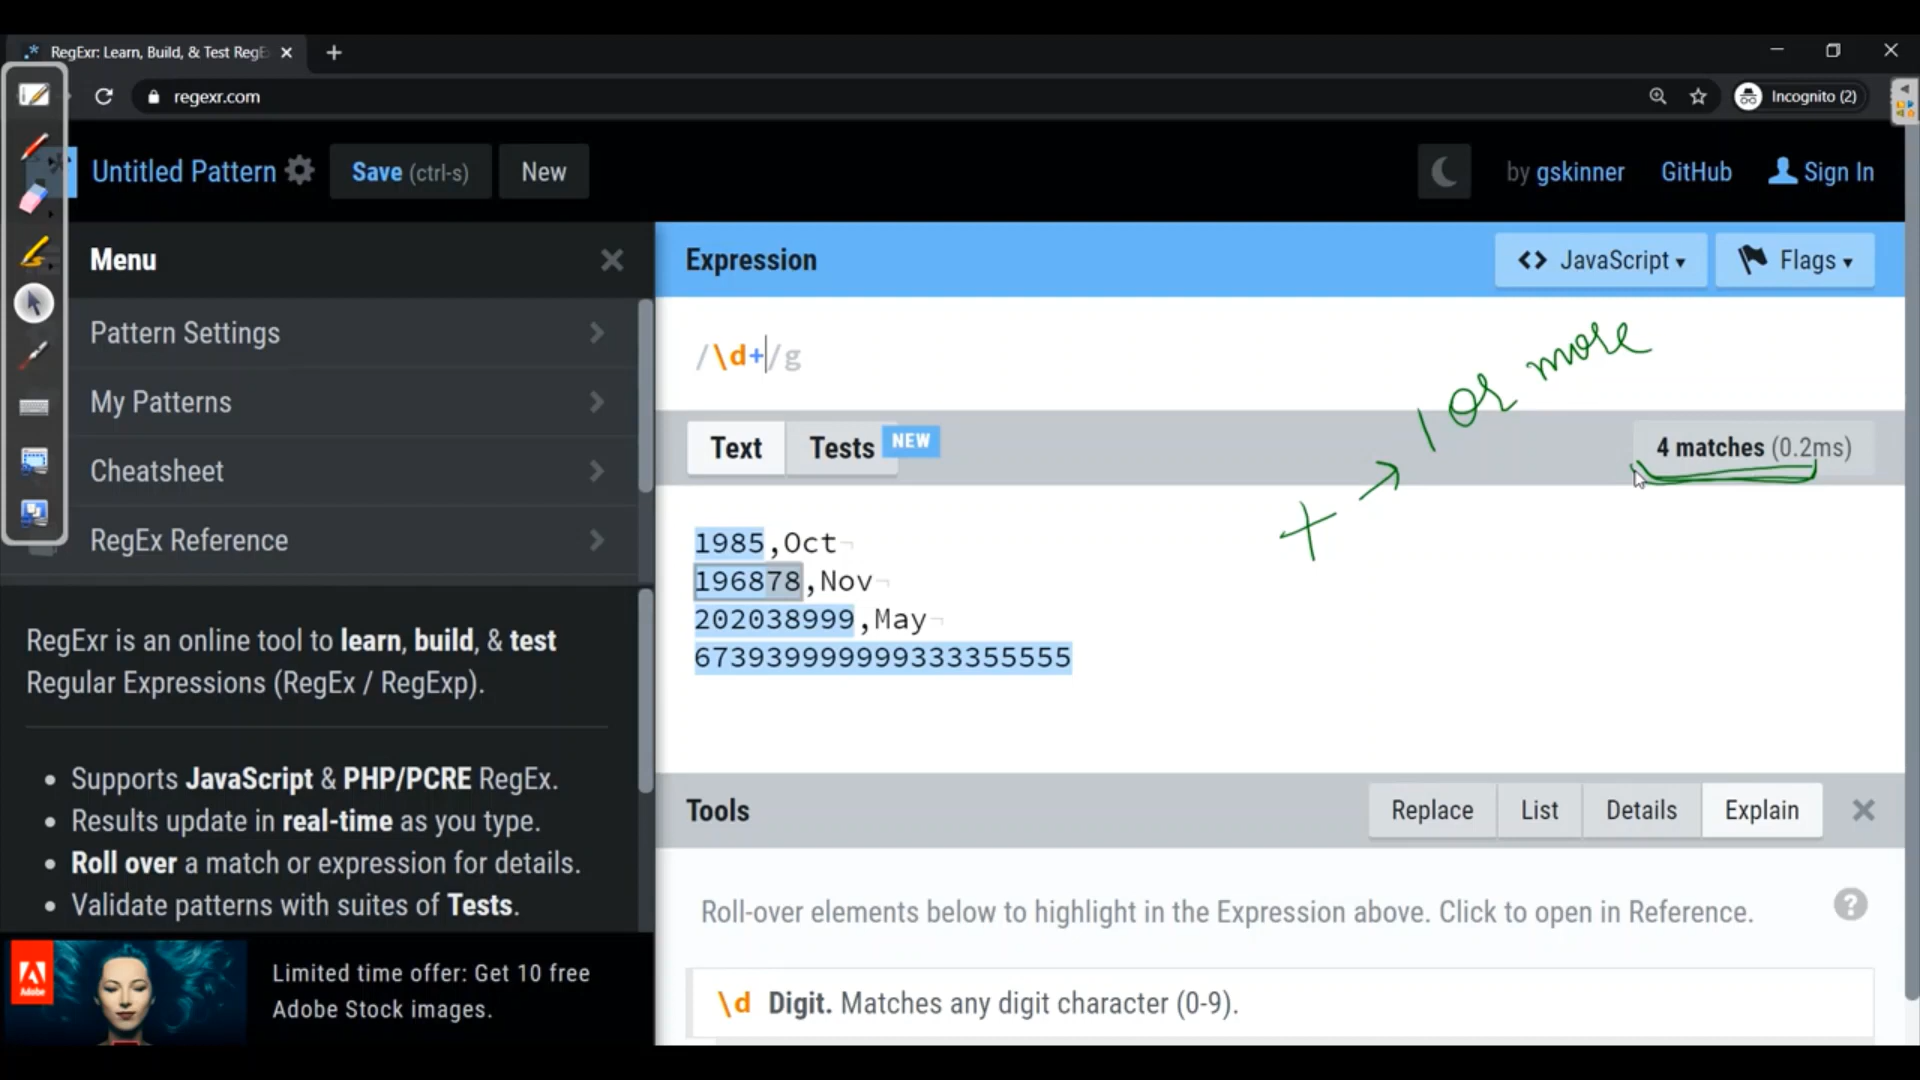 RegExr: Learn, Build, & Test RegE
regexr.com
Incognito (2)
Untitled Pattern
Save (ctrl-s)
New
by gskinner
GitHub
Sign In
Menu
Pattern Settings
My Patterns
Cheatsheet
RegEx Reference
RegExr is an online tool to learn, build, & test
Regular Expressions (RegEx / RegExp).
• Supports JavaScript & PHP/PCRE RegEx.
• Results update in real-time as you type.
• Roll over a match or expression for details.
• Validate patterns with suites of Tests.
Adobe
Limited time offer: Get 10 free
Adobe Stock images.
Expression
<> JavaScript
Flags
/\d+/g
+ → 1 or more
Text
Tests
NEW
4 matches (0.2ms)
1985,Oct
196878,Nov
202038999,May
673939999999333355555
Tools
Replace
List
Details
Explain
Roll-over elements below to highlight in the Expression above. Click to open in Reference.
?
\d Digit. Matches any digit character (0-9).